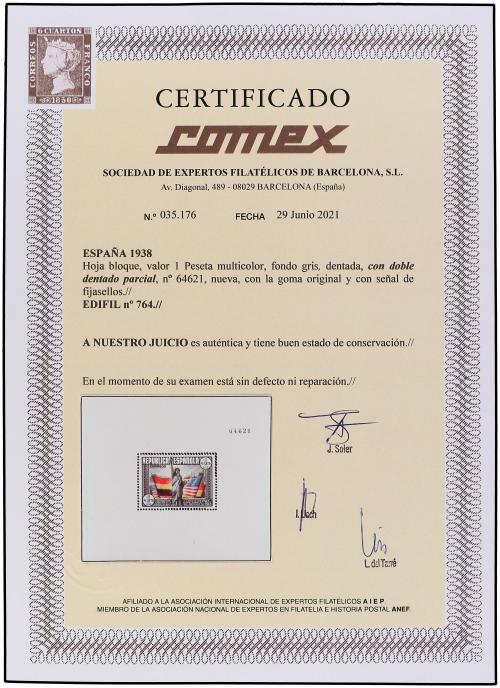 6 CUARTOS
CORREOS
FRANCO
1850
CERTIFICADO
comex
SOCIEDAD DE EXPERTOS FILATÉLICOS DE BARCELONA, S.L.
Av. Diagonal, 489 - 08029 BARCELONA (España)
N.º 035.176 FECHA 29 Junio 2021
ESPAÑA 1938
Hoja bloque, valor 1 Peseta multicolor, fondo gris, dentada, con doble
dentado parcial, nº 64621, nueva, con la goma original y con señal de
fijasellos.//
EDIFIL nº 764.//
A NUESTRO JUICIO es auténtica y tiene buen estado de conservación.//
En el momento de su examen está sin defecto ni reparación.//
64621
REPUBLICA ESPAÑOLA
J. Soler
I. Llach
L. del Tarré
AFILIADO A LA ASOCIACIÓN INTERNACIONAL DE EXPERTOS FILATÉLICOS A I E P
MIEMBRO DE LA ASOCIACIÓN NACIONAL DE EXPERTOS EN FILATELIA E HISTORIA POSTAL ANEF.